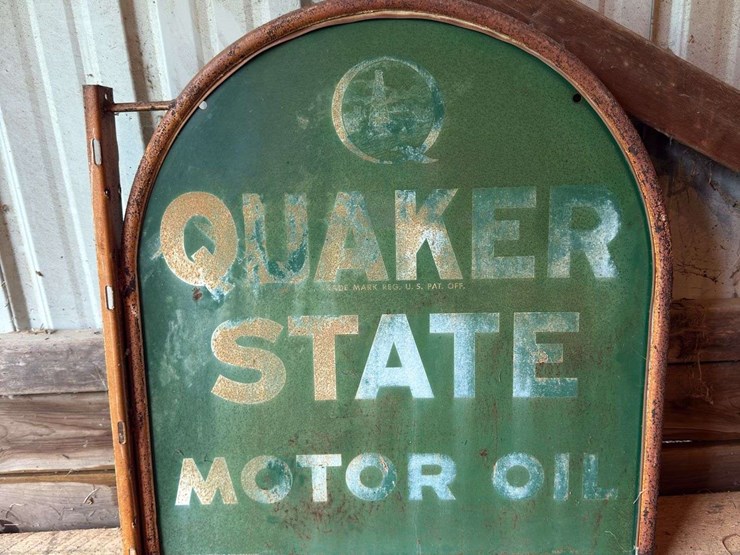 Q
QUAKER
TRADE MARK REG. U.S. PAT. OFF.
STATE
MOTOR OIL